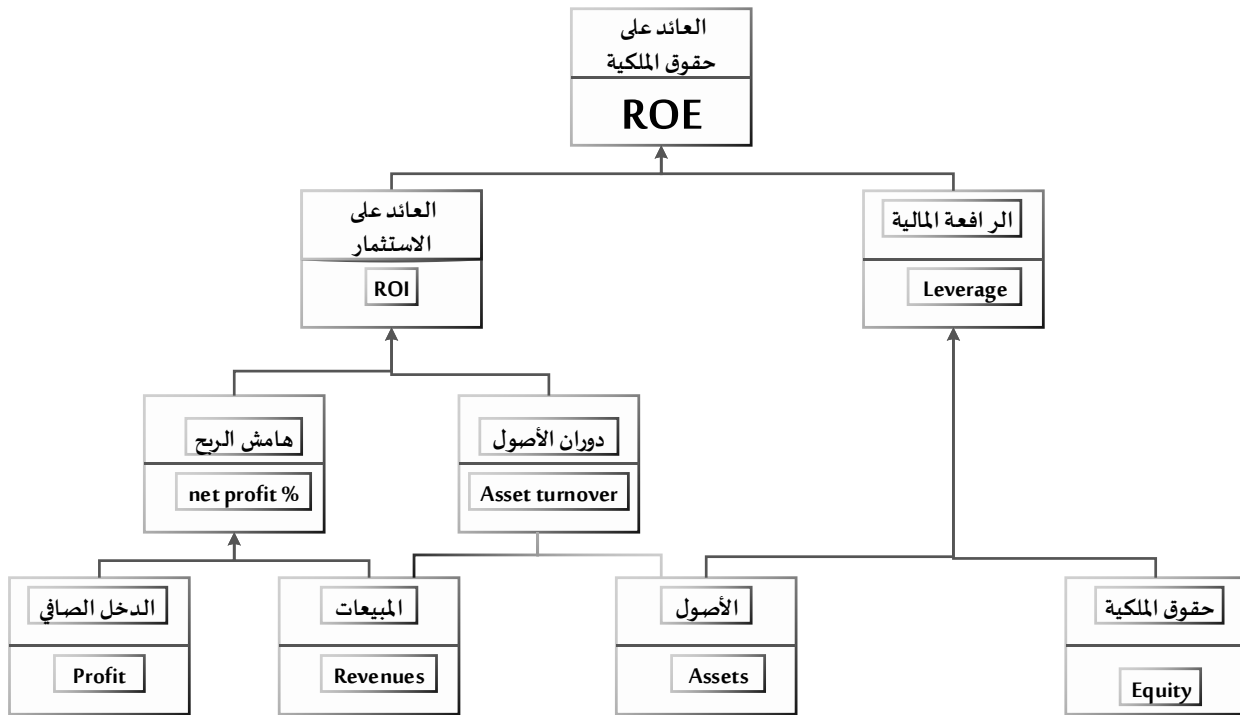 العائد على
حقوق الملكية
ROE
العائد على
الاستثمار
ROI
الرافعة المالية
Leverage
هامش الربح
net profit %
دوران الأصول
Asset turnover
الدخل الصافي
Profit
المبيعات
Revenues
الأصول
Assets
حقوق الملكية
Equity